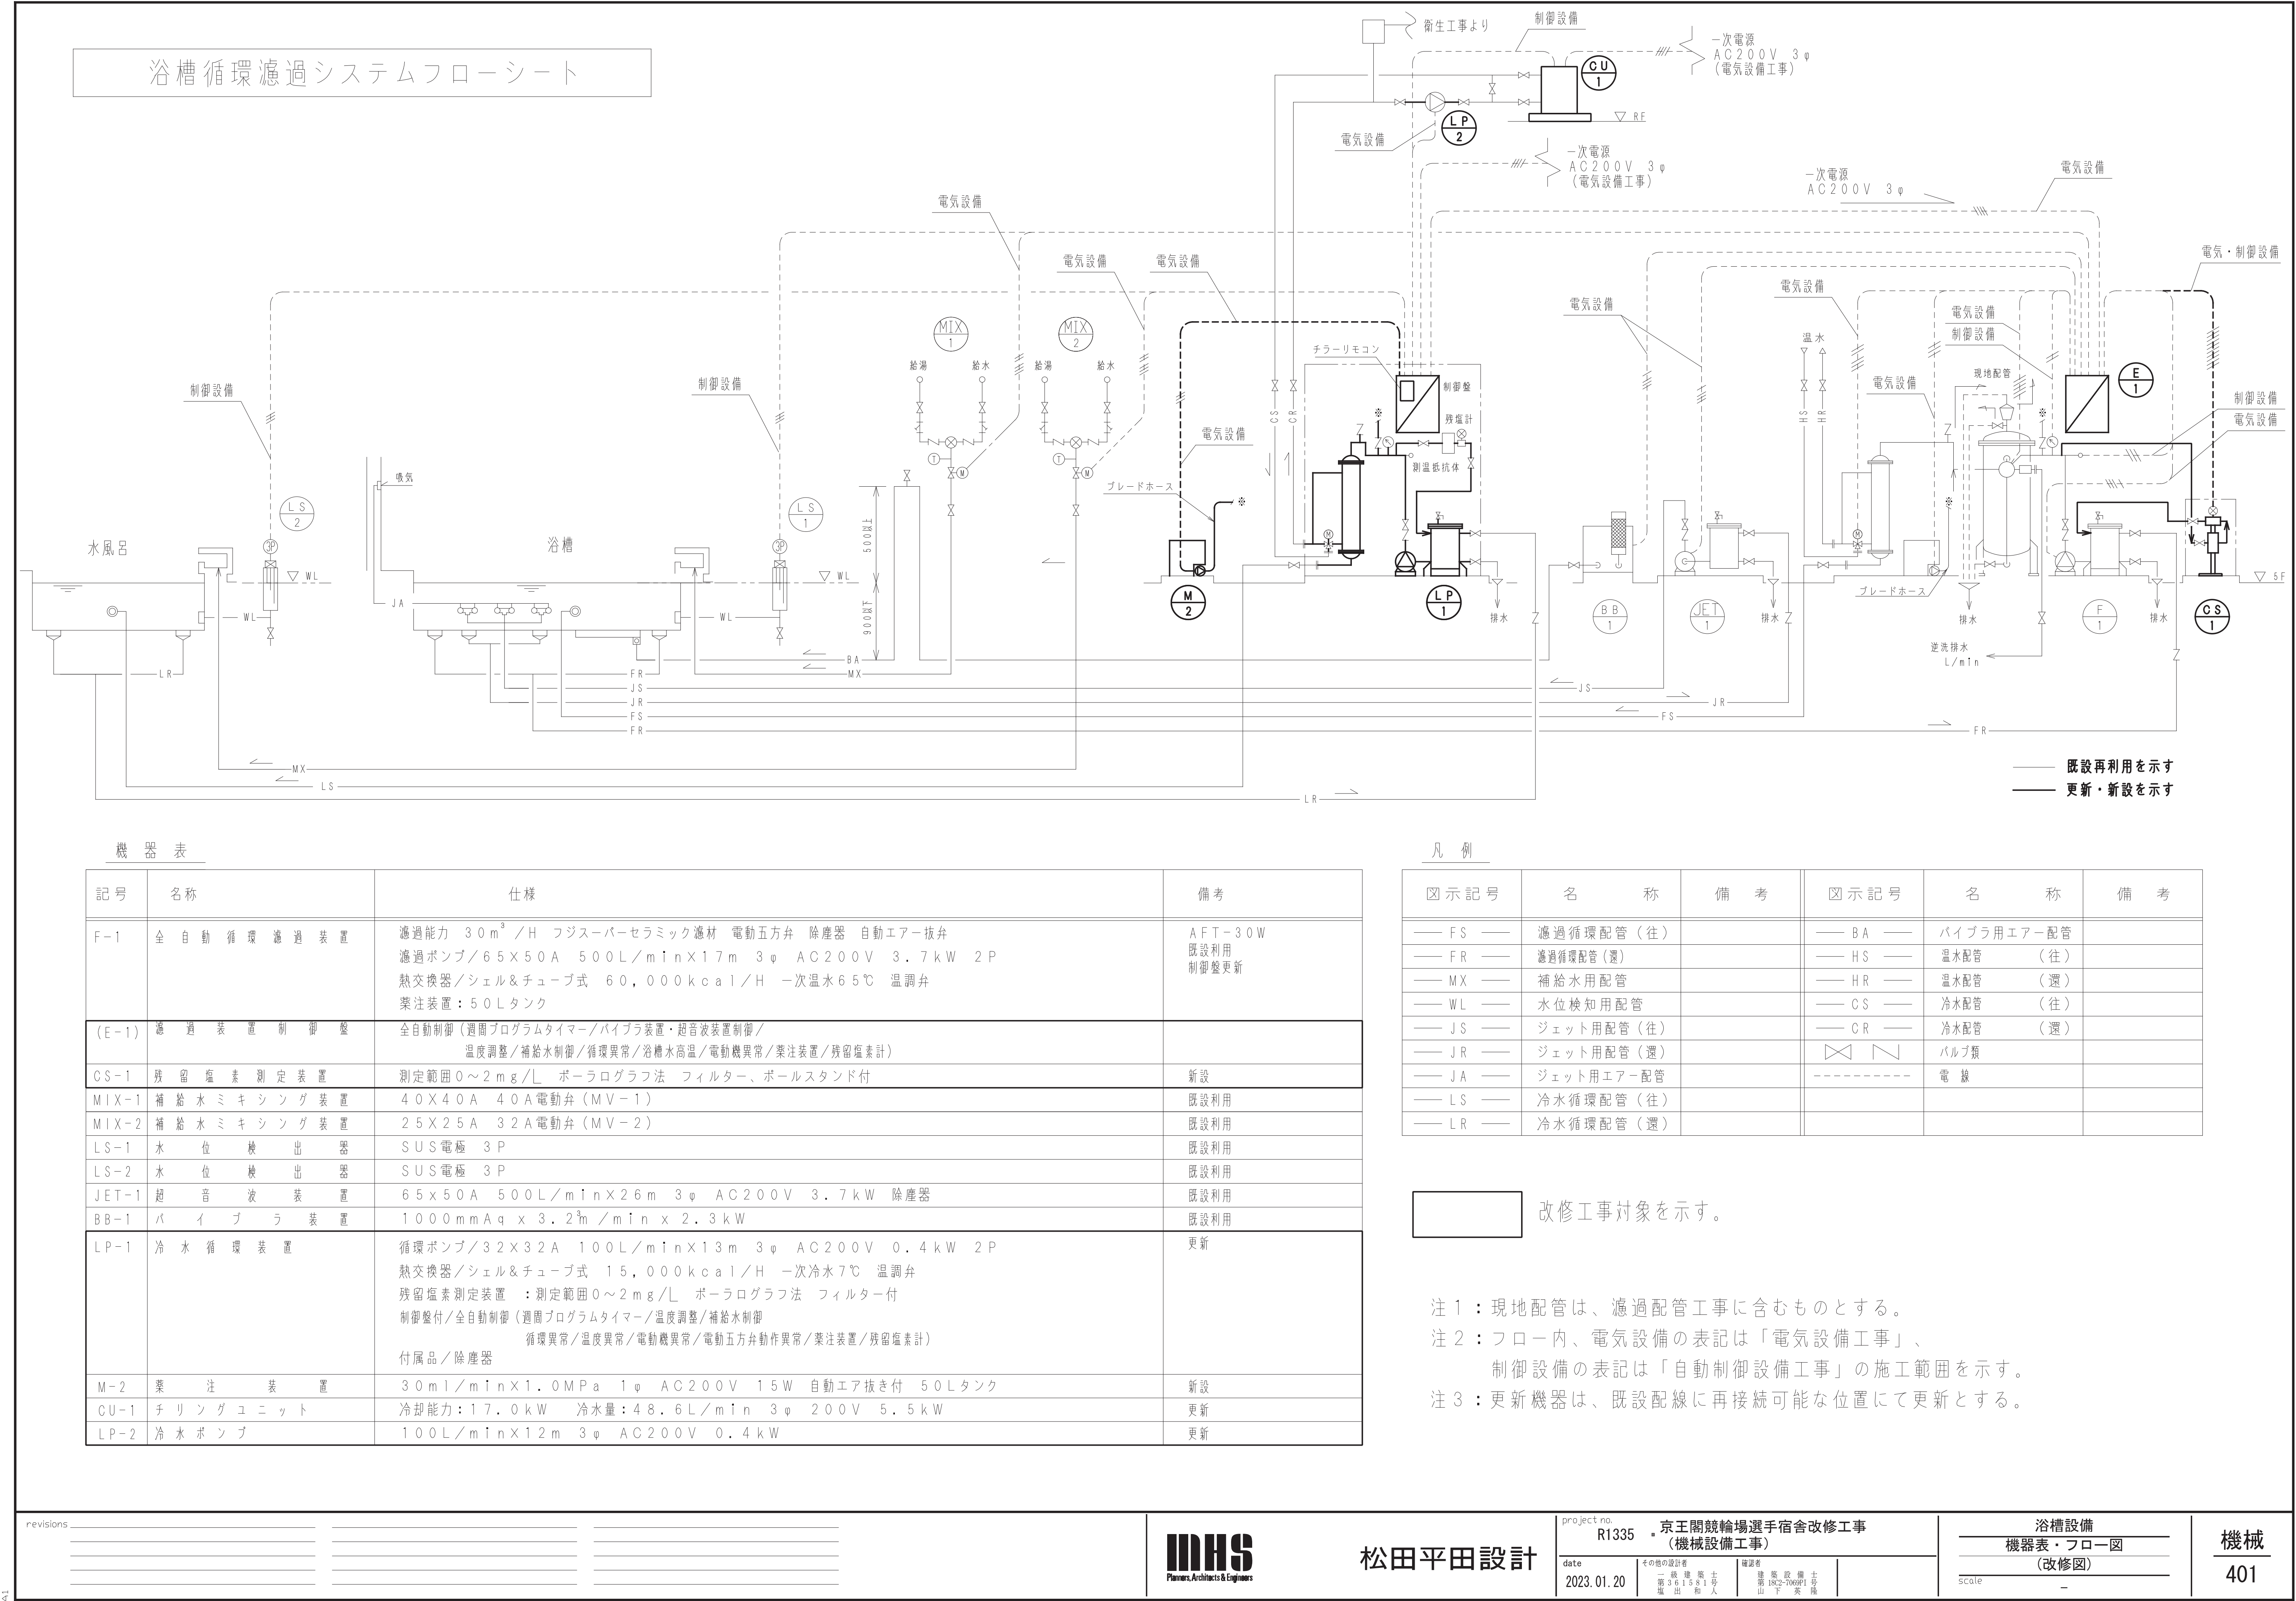 浴槽循環濾過システムフローシート
衛生工事より
制御設備
一次電源
AC200V 3φ
(電気設備工事)
CU
1
RF
LP
2
電気設備
一次電源
AC200V 3φ
(電気設備工事)
一次電源
AC200V 3φ
電気設備
電気設備
電気設備
電気設備
電気・制御設備
電気設備
電気設備
電気設備
制御設備
電気設備
制御設備
電気設備
E
1
制御設備
制御設備
MIX
1
MIX
2
給湯
給水
給湯
給水
T
M
T
M
チラーリモコン
制御盤
残塩計
測温抵抗体
CS
CR
M
電気設備
ブレードホース
温水
HS
HR
現地配管
M
ブレードホース
吸気
LS
2
LS
1
3P
3P
水風呂
浴槽
WL
WL
WL
WL
JA
500以上
900以下
M
2
LP
1
排水
BB
1
JET
1
排水
排水
逆洗排水
L/min
F
1
排水
CS
1
5F
LR
BA
FR
MX
JS
JS
JR
JR
FS
FS
FR
FR
MX
LS
LR
既設再利用を示す
更新・新設を示す
機器表
記号 名称 仕様 備考
F-1 全自動循環濾過装置 濾過能力 30m³/H フジスーパーセラミック濾材 電動五方弁 除塵器 自動エアー抜弁 AFT-30W
濾過ポンプ/65X50A 500L/minX17m 3φ AC200V 3.7kW 2P 既設利用
熱交換器/シェル&チューブ式 60,000kcal/H 一次温水65℃ 温調弁 制御盤更新
薬注装置:50Lタンク
(E-1) 濾過装置制御盤 全自動制御(週間プログラムタイマー/バイブラ装置・超音波装置制御/
温度調整/補給水制御/循環異常/浴槽水高温/電動機異常/薬注装置/残留塩素計)
CS-1 残留塩素測定装置 測定範囲0~2mg/L ポーラログラフ法 フィルター、ポールスタンド付 新設
MIX-1 補給水ミキシング装置 40X40A 40A電動弁(MV-1) 既設利用
MIX-2 補給水ミキシング装置 25X25A 32A電動弁(MV-2) 既設利用
LS-1 水位検出器 SUS電極 3P 既設利用
LS-2 水位検出器 SUS電極 3P 既設利用
JET-1 超音波装置 65x50A 500L/minX26m 3φ AC200V 3.7kW 除塵器 既設利用
BB-1 バイブラ装置 1000mmAq x 3.2m³/min x 2.3kW 既設利用
LP-1 冷水循環装置 循環ポンプ/32X32A 100L/minX13m 3φ AC200V 0.4kW 2P 更新
熱交換器/シェル&チューブ式 15,000kcal/H 一次冷水7℃ 温調弁
残留塩素測定装置 :測定範囲0~2mg/L ポーラログラフ法 フィルター付
制御盤付/全自動制御(週間プログラムタイマー/温度調整/補給水制御
循環異常/温度異常/電動機異常/電動五方弁動作異常/薬注装置/残留塩素計)
付属品/除塵器
M-2 薬注装置 30ml/minX1.0MPa 1φ AC200V 15W 自動エア抜き付 50Lタンク 新設
CU-1 チリングユニット 冷却能力:17.0kW 冷水量:48.6L/min 3φ 200V 5.5kW 更新
LP-2 冷水ポンプ 100L/minX12m 3φ AC200V 0.4kW 更新
凡例
図示記号 名称 備考 図示記号 名称 備考
FS 濾過循環配管(往) BA バイブラ用エアー配管
FR 濾過循環配管(還) HS 温水配管 (往)
MX 補給水用配管 HR 温水配管 (還)
WL 水位検知用配管 CS 冷水配管 (往)
JS ジェット用配管(往) CR 冷水配管 (還)
JR ジェット用配管(還) バルブ類
JA ジェット用エアー配管 電線
LS 冷水循環配管(往)
LR 冷水循環配管(還)
改修工事対象を示す。
注1:現地配管は、濾過配管工事に含むものとする。
注2:フロー内、電気設備の表記は「電気設備工事」、
制御設備の表記は「自動制御設備工事」の施工範囲を示す。
注3:更新機器は、既設配線に再接続可能な位置にて更新とする。
revisions
MHS
Planners, Architects & Engineers
松田平田設計
project no.
R1335
京王閣競輪場選手宿舎改修工事
(機械設備工事)
date
2023.01.20
その他の設計者
一級建築士
第361581号
塩出和人
確認者
建築設備士
第18C2-7069P1号
山下英隆
浴槽設備
機器表・フロー図
(改修図)
scale
-
機械
401
A1